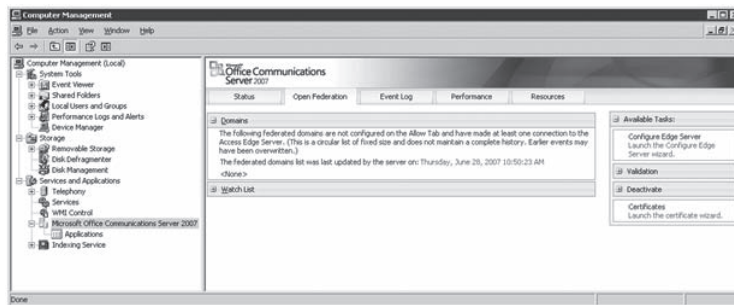 Computer Management
File Action View Window Help
Computer Management (Local)
System Tools
Event Viewer
Shared Folders
Local Users and Groups
Performance Logs and Alerts
Device Manager
Storage
Removable Storage
Disk Defragmenter
Disk Management
Services and Applications
Telephony
Services
WMI Control
Microsoft Office Communications Server 2007
Applications
Indexing Service
Microsoft
Office Communications
Server 2007
Status Open Federation Event Log Performance Resources
Domains
The following federated domains are not configured on the Allow Tab and have made at least one connection to the
Access Edge Server. (This is a circular list of fixed size and does not maintain a complete history. Earlier events may
have been overwritten.)
The federated domains list was last updated by the server on: Thursday, June 28, 2007 10:50:23 AM
<None>
Watch List
Available Tasks:
Configure Edge Server
Launch the Configure Edge
Server wizard.
Validation
Deactivate
Certificates
Launch the certificate wizard.
Done